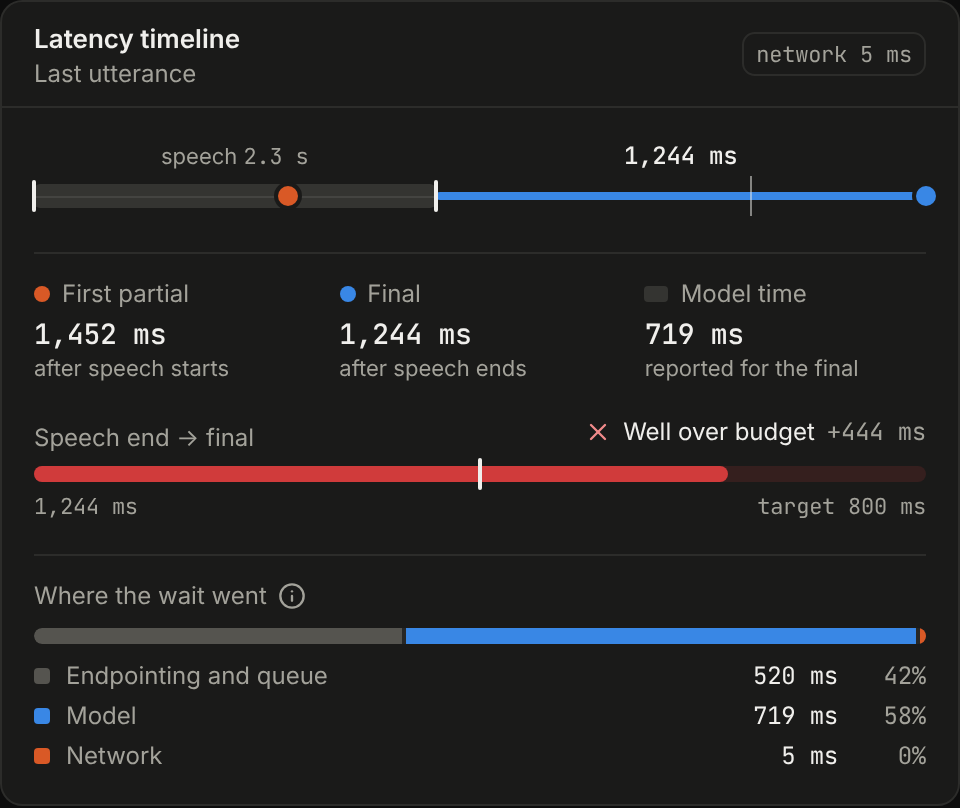 Latency timeline
Last utterance
network 5 ms
speech 2.3 s
1,244 ms
First partial
1,452 ms
after speech starts
Final
1,244 ms
after speech ends
Model time
719 ms
reported for the final
Speech end → final
Well over budget +444 ms
1,244 ms
target 800 ms
Where the wait went
Endpointing and queue 520 ms 42%
Model 719 ms 58%
Network 5 ms 0%